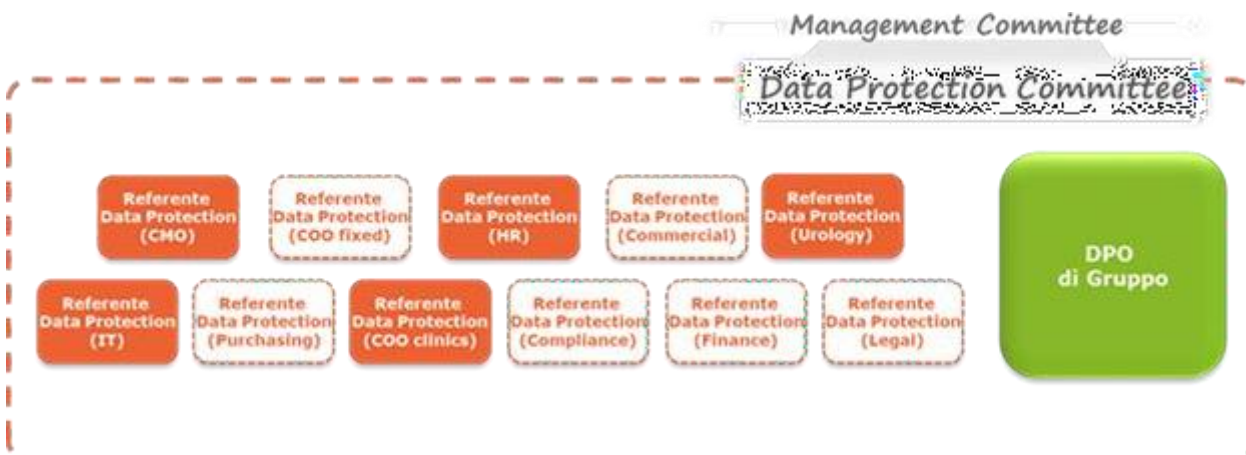 Management Committee
Data Protection Committee
Referente
Data Protection
(CMO)
Referente
Data Protection
(COO fixed)
Referente
Data Protection
(HR)
Referente
Data Protection
(Commercial)
Referente
Data Protection
(Urology)
DPO
di Gruppo
Referente
Data Protection
(IT)
Referente
Data Protection
(Purchasing)
Referente
Data Protection
(COO clinics)
Referente
Data Protection
(Compliance)
Referente
Data Protection
(Finance)
Referente
Data Protection
(Legal)